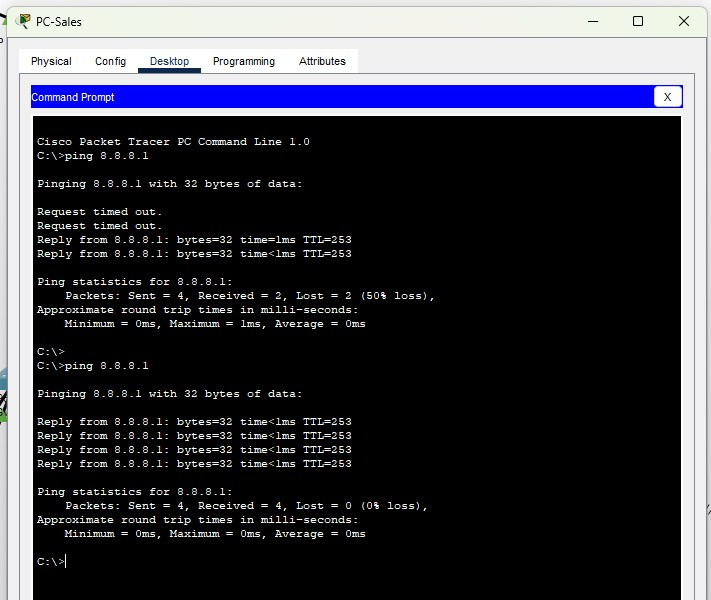 PC-Sales
Physical Config Desktop Programming Attributes
Command Prompt
X
Cisco Packet Tracer PC Command Line 1.0
C:\>ping 8.8.8.1
Pinging 8.8.8.1 with 32 bytes of data:
Request timed out.
Request timed out.
Reply from 8.8.8.1: bytes=32 time=1ms TTL=253
Reply from 8.8.8.1: bytes=32 time<1ms TTL=253
Ping statistics for 8.8.8.1:
Packets: Sent = 4, Received = 2, Lost = 2 (50% loss),
Approximate round trip times in milli-seconds:
Minimum = 0ms, Maximum = 1ms, Average = 0ms
C:\>
C:\>ping 8.8.8.1
Pinging 8.8.8.1 with 32 bytes of data:
Reply from 8.8.8.1: bytes=32 time<1ms TTL=253
Reply from 8.8.8.1: bytes=32 time<1ms TTL=253
Reply from 8.8.8.1: bytes=32 time<1ms TTL=253
Reply from 8.8.8.1: bytes=32 time<1ms TTL=253
Ping statistics for 8.8.8.1:
Packets: Sent = 4, Received = 4, Lost = 0 (0% loss),
Approximate round trip times in milli-seconds:
Minimum = 0ms, Maximum = 0ms, Average = 0ms
C:\>